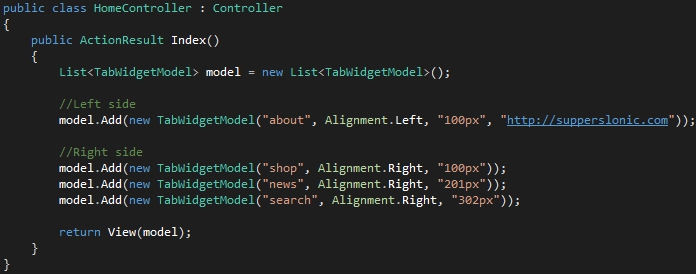 public class HomeController : Controller
{
    public ActionResult Index()
    {
        List<TabWidgetModel> model = new List<TabWidgetModel>();

        //Left side
        model.Add(new TabWidgetModel("about", Alignment.Left, "100px", "http://supperslonic.com"));

        //Right side
        model.Add(new TabWidgetModel("shop", Alignment.Right, "100px"));
        model.Add(new TabWidgetModel("news", Alignment.Right, "201px"));
        model.Add(new TabWidgetModel("search", Alignment.Right, "302px"));

        return View(model);
    }
}